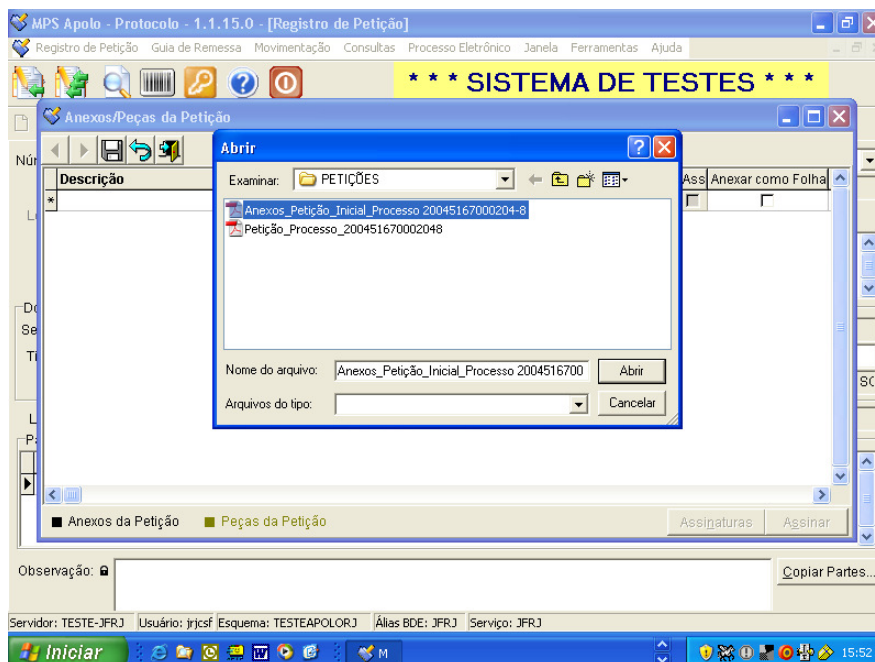 MPS Apolo - Protocolo - 1.1.15.0 - [Registro de Petição]
Registro de Petição Guia de Remessa Movimentação Consultas Processo Eletrônico Janela Ferramentas Ajuda
* * * SISTEMA DE TESTES * * *
Anexos/Peças da Petição
Abrir
Núr
Descrição
Examinar: PETIÇÕES
Ass Anexar como Folha
*
Anexos_Petição_Inicial_Processo 20045167000204-8
Petição_Processo_200451670002048
Se
Nome do arquivo: Anexos_Petição_Inicial_Processo 2004516700 Abrir
Arquivos do tipo: Cancelar
Anexos da Petição Peças da Petição Assinaturas Assinar
Observação: Copiar Partes...
Servidor: TESTE-JFRJ Usuário: jrjcsf Esquema: TESTEAPOLORJ Álias BDE: JFRJ Serviço: JFRJ
Iniciar M 15:52